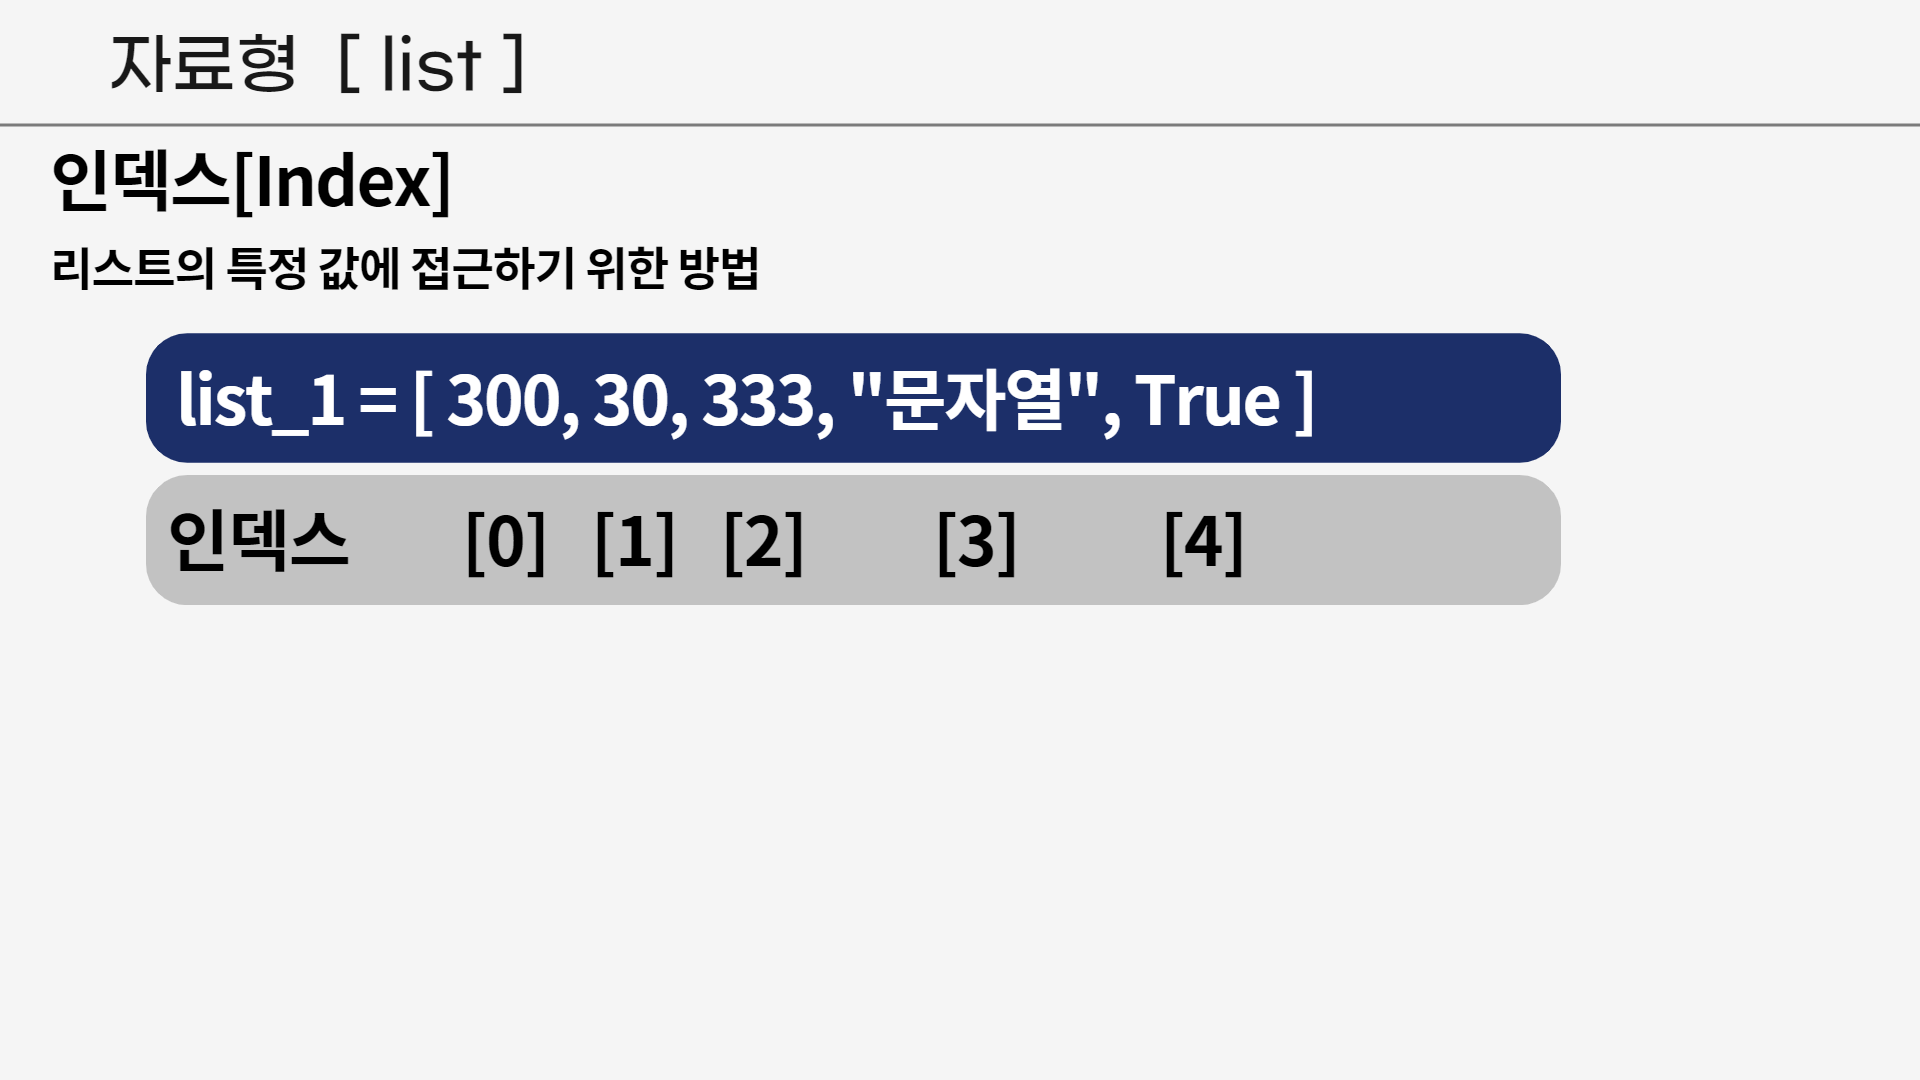 자료형 [ list ]
인덱스[Index]
리스트의 특정 값에 접근하기 위한 방법
list_1 = [ 300, 30, 333, "문자열", True ]
인덱스 [0] [1] [2] [3] [4]